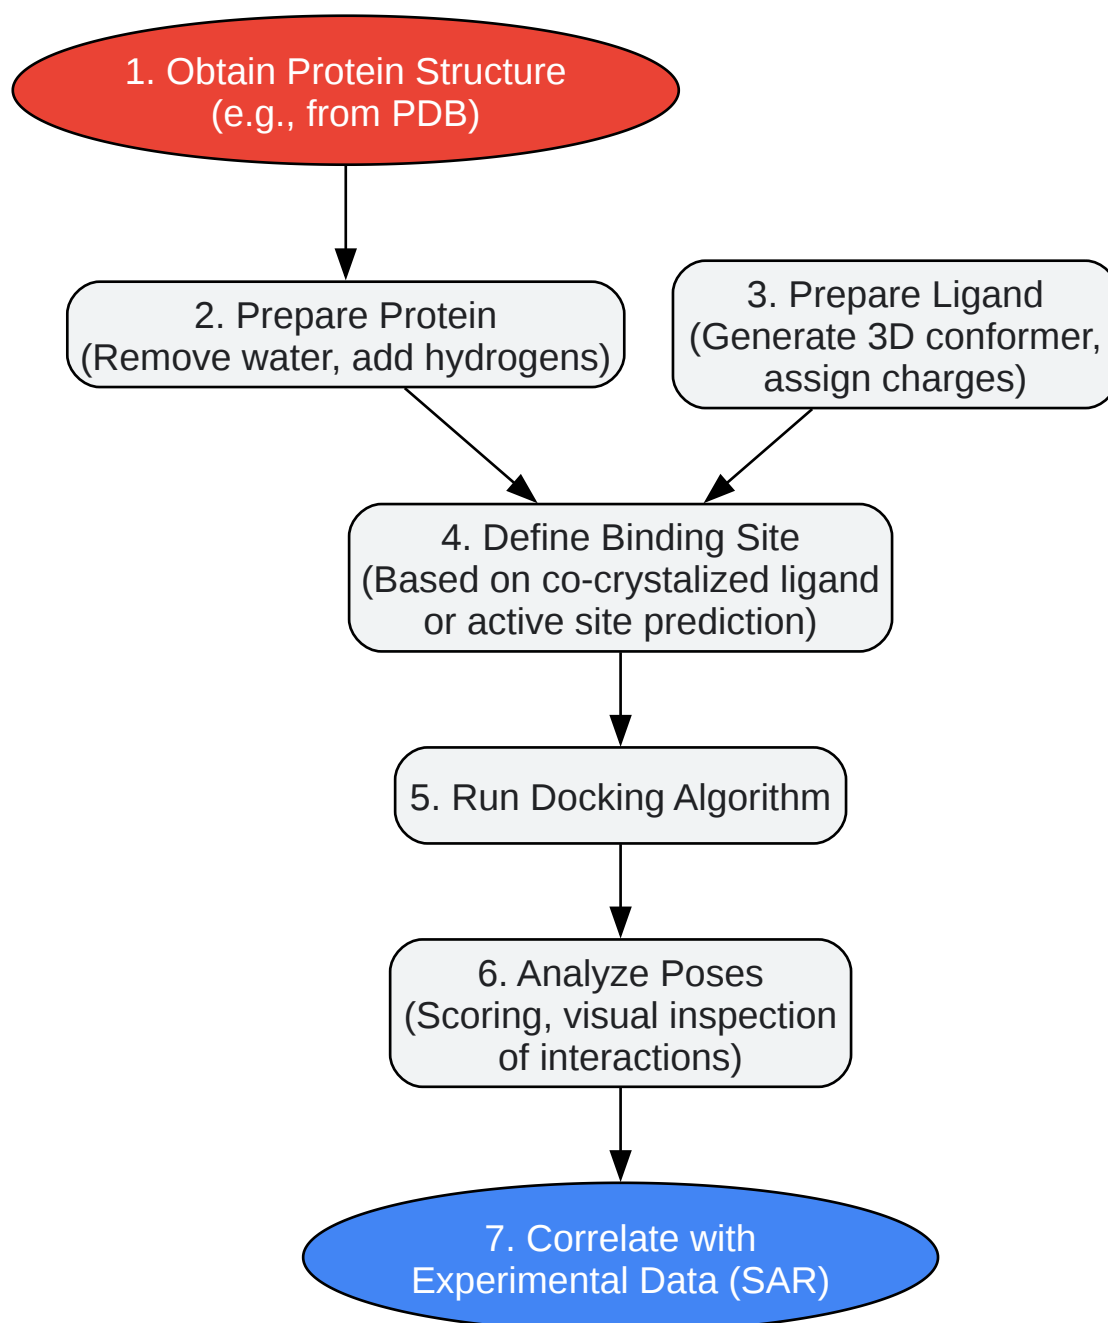 1. Obtain Protein Structure
(e.g., from PDB)
2. Prepare Protein
(Remove water, add hydrogens)
3. Prepare Ligand
(Generate 3D conformer,
assign charges)
4. Define Binding Site
(Based on co-crystalized ligand
or active site prediction)
5. Run Docking Algorithm
6. Analyze Poses
(Scoring, visual inspection
of interactions)
7. Correlate with
Experimental Data (SAR)